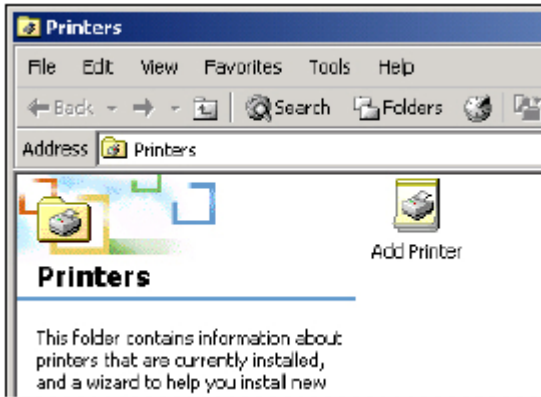 Printers
File Edit View Favorites Tools Help
Back Search Folders
Address Printers
Add Printer
Printers
This folder contains information about
printers that are currently installed,
and a wizard to help you install new